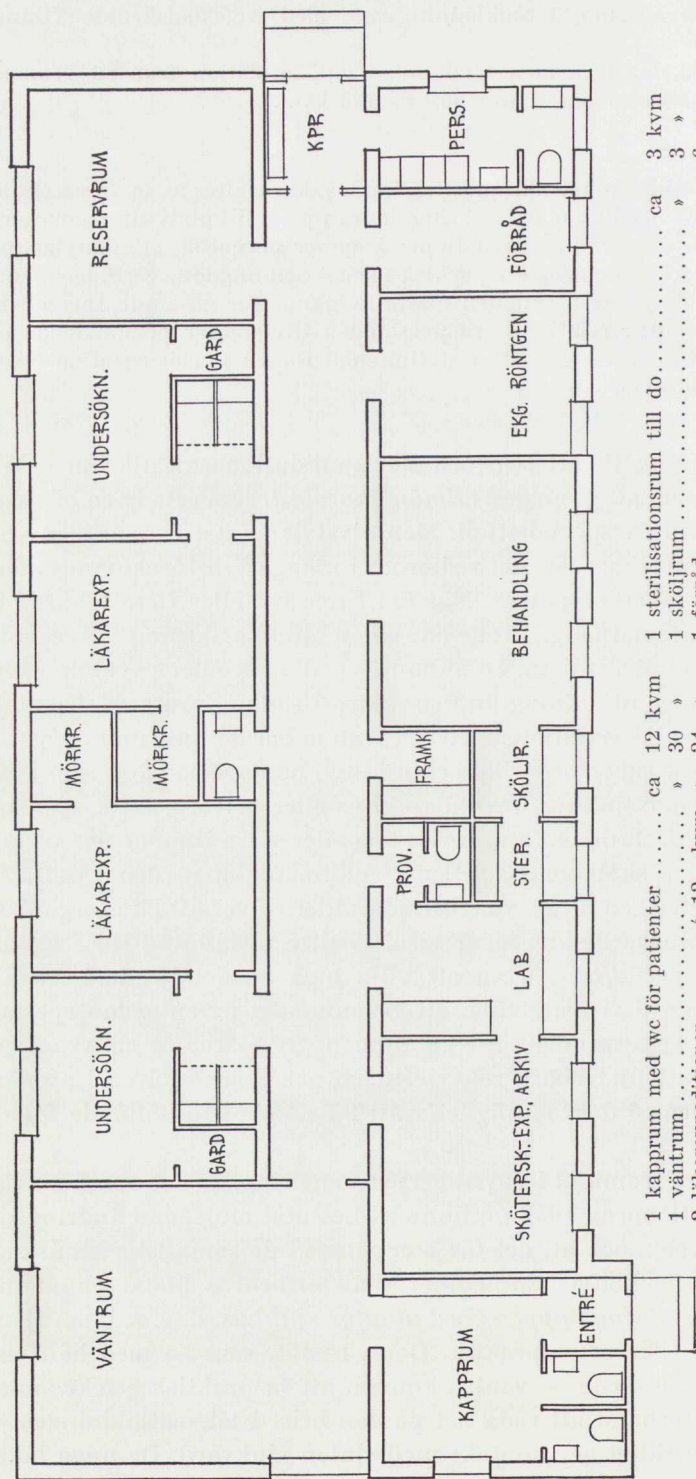 VÄNTRUM
UNDERSÖKN.
GARD
LÄKAREXP.
MÖRKR.
MÖRKR.
LÄKAREXP.
UNDERSÖKN.
GARD
RESERVRUM
KPR
PERS.
KAPPRUM
ENTRÉ
SKÖTERSK.-EXP. ARKIV
LAB
PROV.
STER.
FRAMK.
SKÖLJR.
BEHANDLING
EKG. RÖNTGEN
FÖRRÅD
1 kapprum med wc för patienter ..... ca 12 kvm
1 väntrum ..... » 30 »
1 sterilisationsrum till do ..... ca 3 kvm
1 sköljrum ..... » 3 »